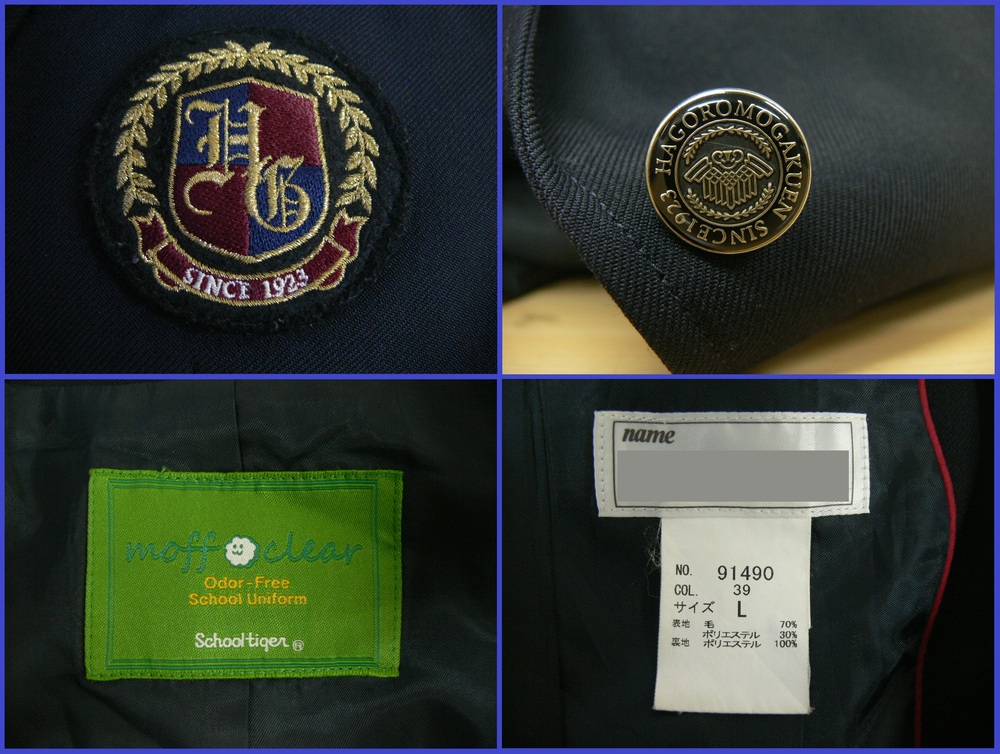 HG
SINCE 1923
HAGOROMOGAKUEN SINCE1923
moff clear
Odor-Free
School Uniform
Schooltiger R
name
NO. 91490
COL. 39
サイズ L
表地 毛 70%
ポリエステル 30%
裏地 ポリエステル 100%